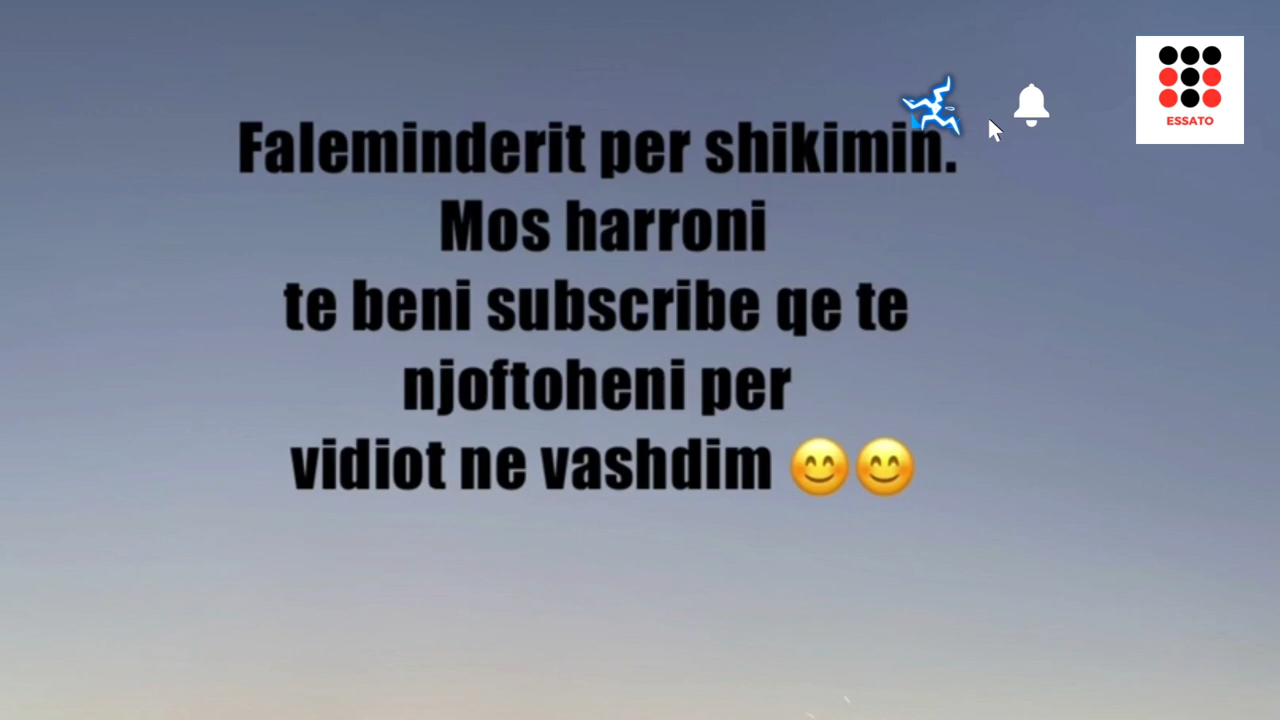 Faleminderit per shikimin.
Mos harroni
te beni subscribe qe te
njoftoheni per
vidiot ne vashdim 😊😊
ESSATO